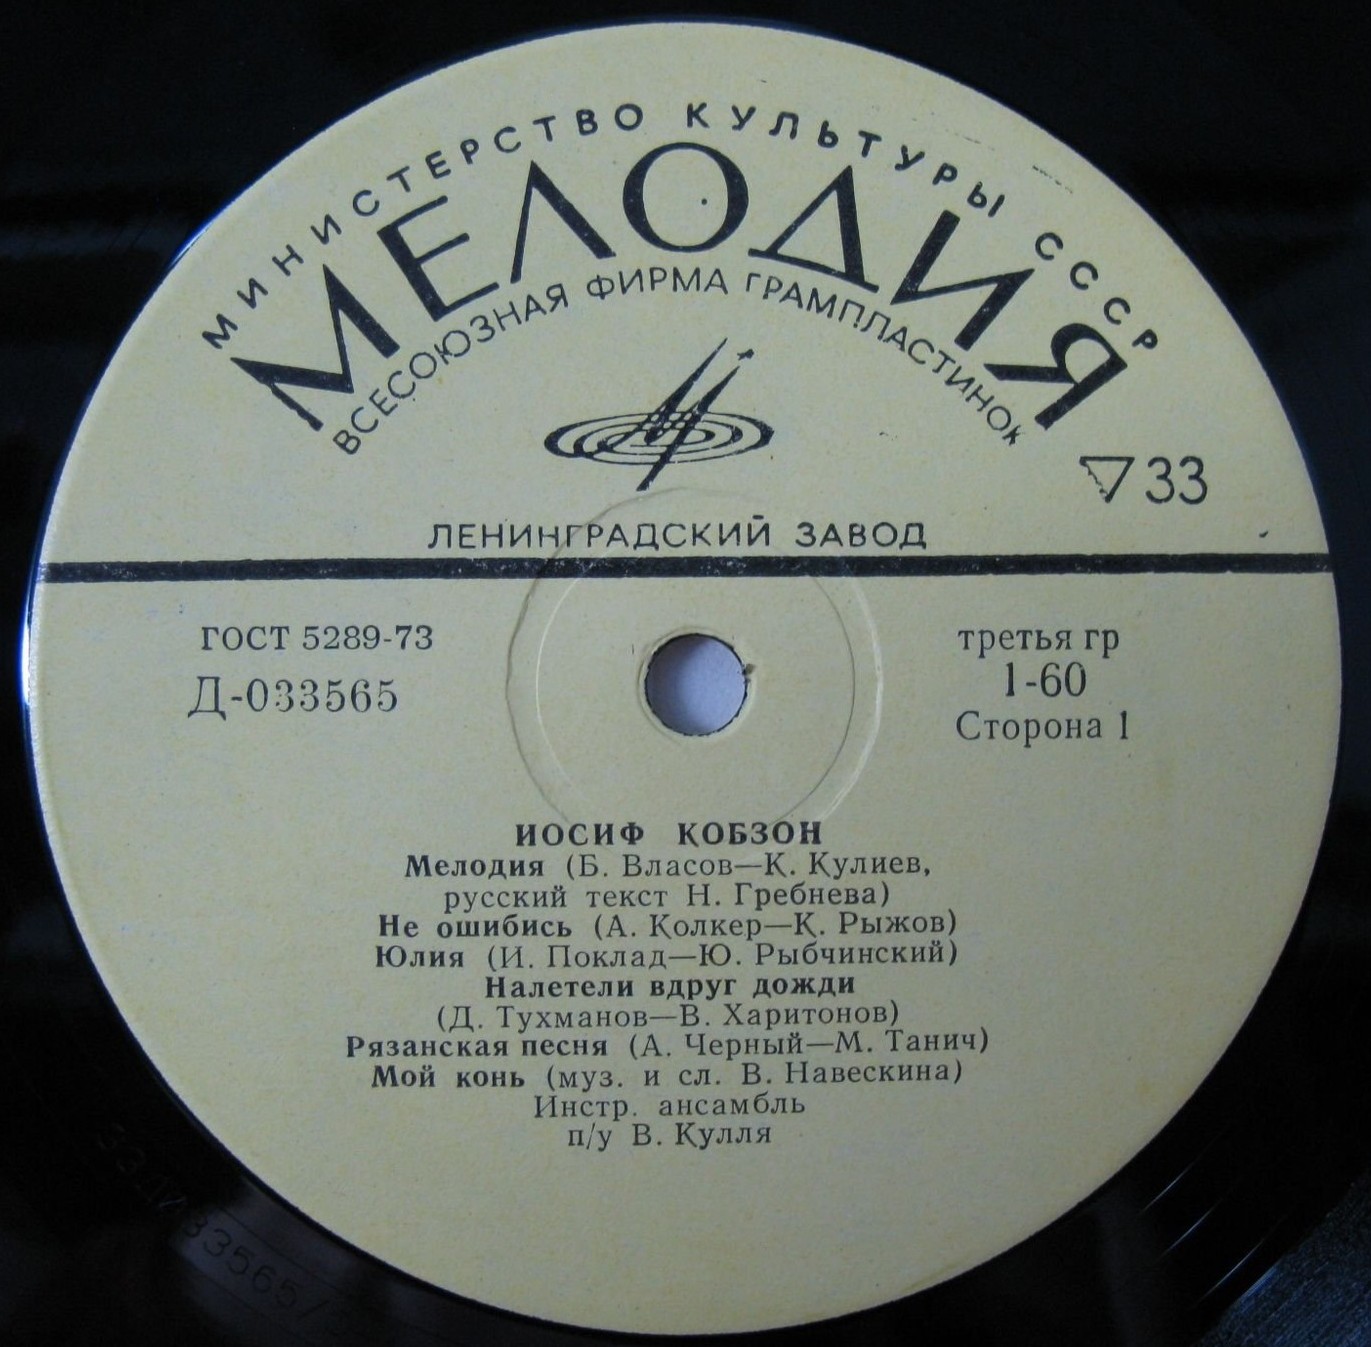 МИНИСТЕРСТВО КУЛЬТУРЫ СССР
МЕЛОДИЯ
ВСЕСОЮЗНАЯ ФИРМА ГРАМПЛАСТИНОК
33
ЛЕНИНГРАДСКИЙ ЗАВОД
ГОСТ 5289-73
Д-033565
третья гр
1-60
Сторона 1
ИОСИФ КОБЗОН
Мелодия (Б. Власов—К. Кулиев,
русский текст Н. Гребнева)
Не ошибись (А. Колкер—К. Рыжов)
Юлия (И. Поклад—Ю. Рыбчинский)
Налетели вдруг дожди
(Д. Тухманов—В. Харитонов)
Рязанская песня (А. Черный—М. Танич)
Мой конь (муз. и сл. В. Навескина)
Инстр. ансамбль
п/у В. Кулля